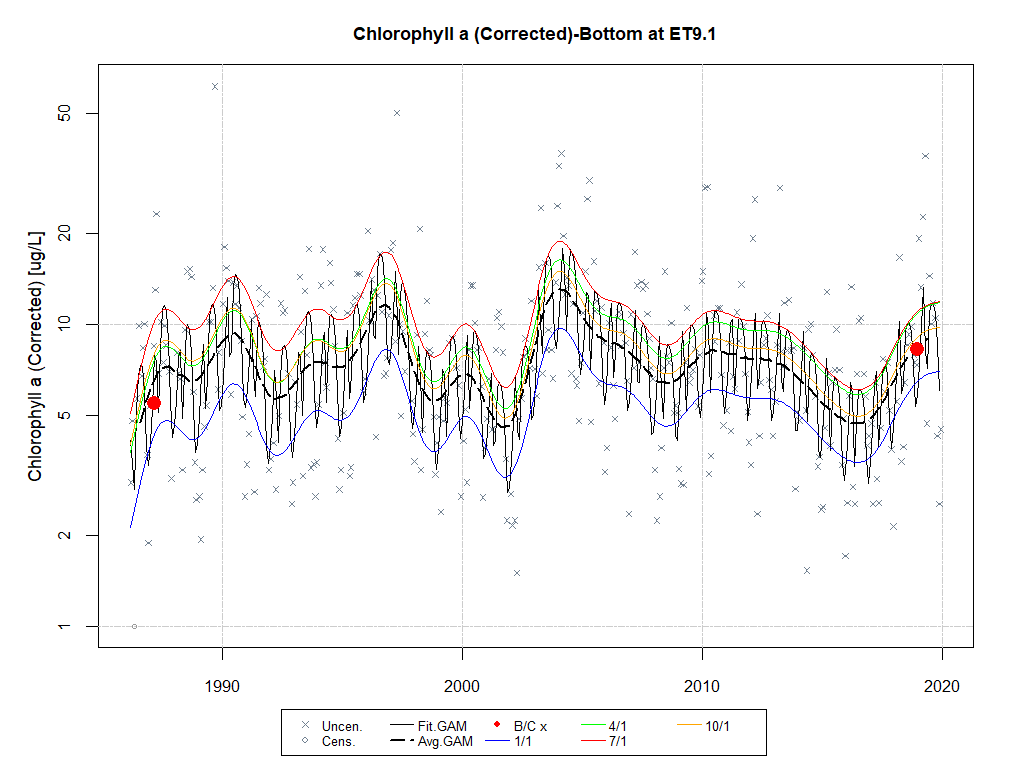 Chlorophyll a (Corrected)-Bottom at ET9.1
Chlorophyll a (Corrected) [ug/L]
50
20
10
5
2
1
1990 2000 2010 2020
Uncen. Fit.GAM B/C x 4/1 10/1
Cens. Avg.GAM 1/1 7/1